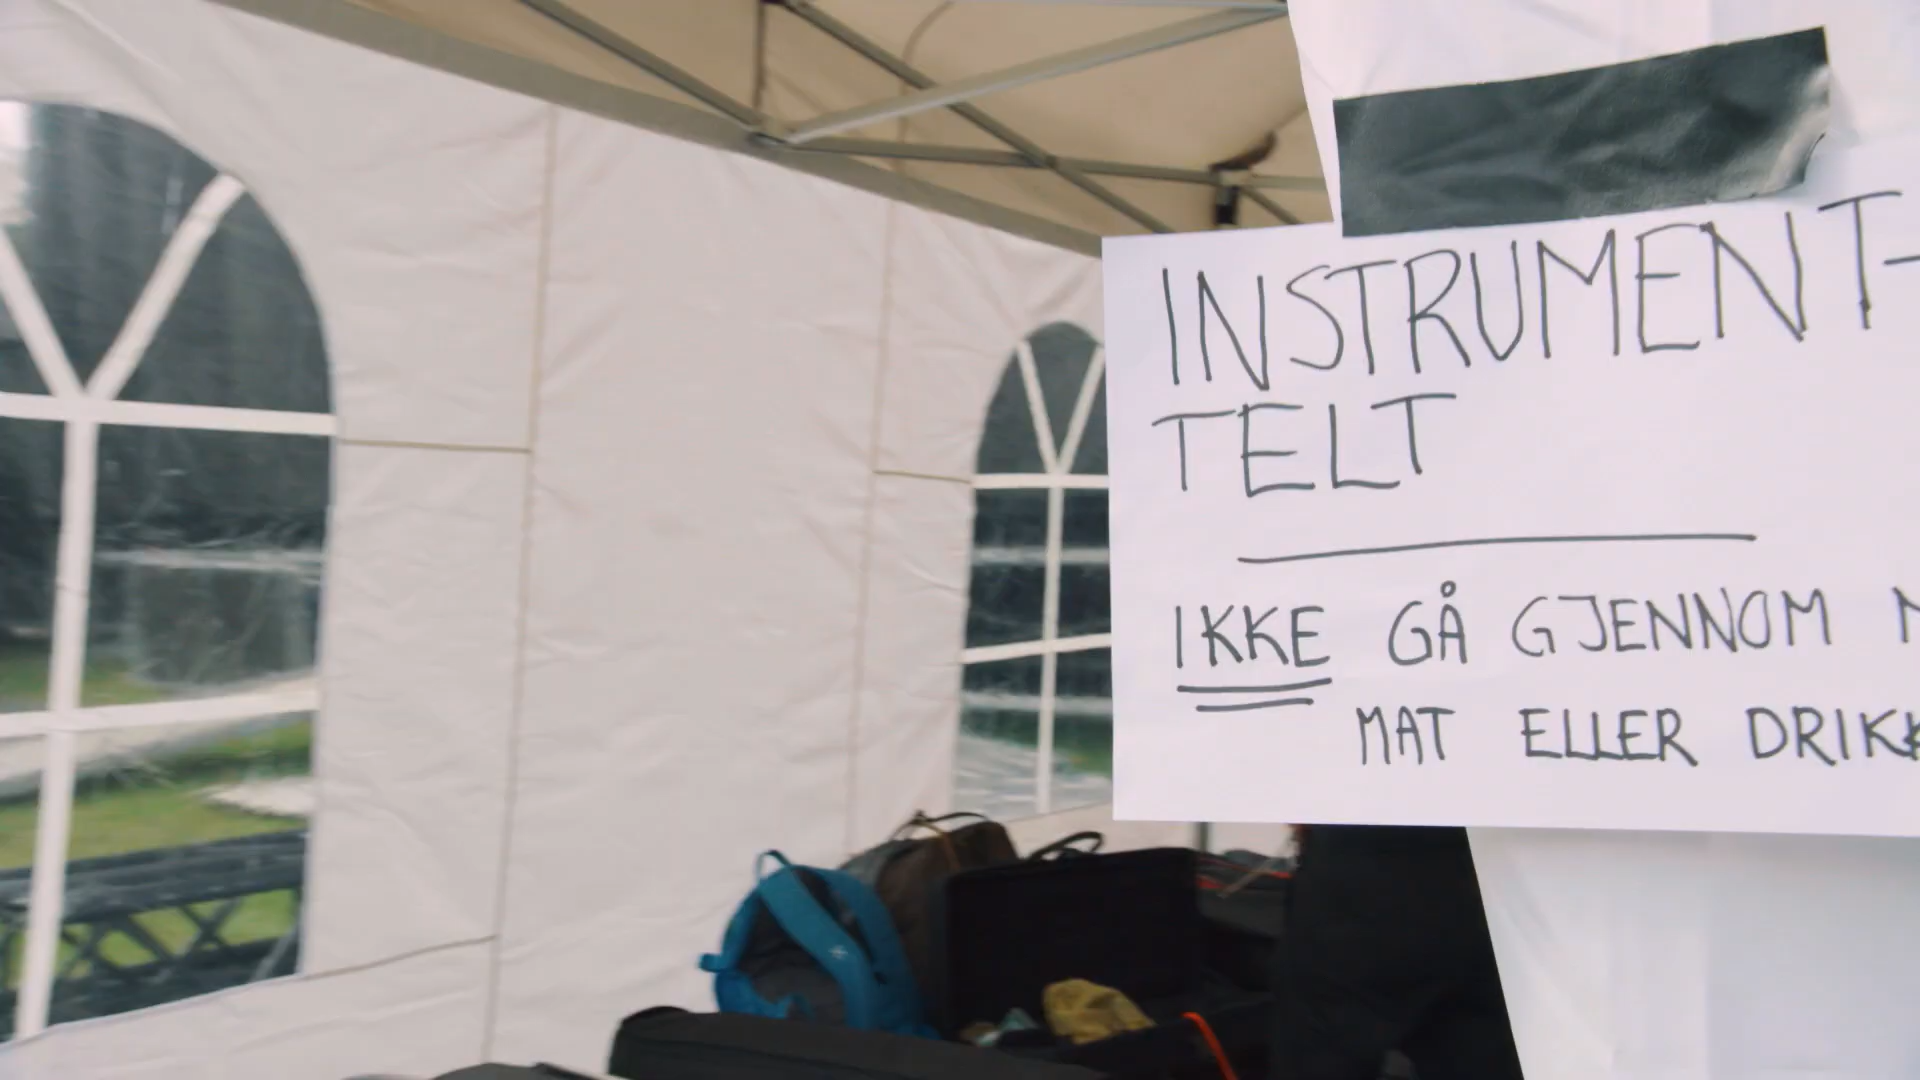 INSTRUMENT-
TELT
IKKE GÅ GJENNOM
MAT ELLER